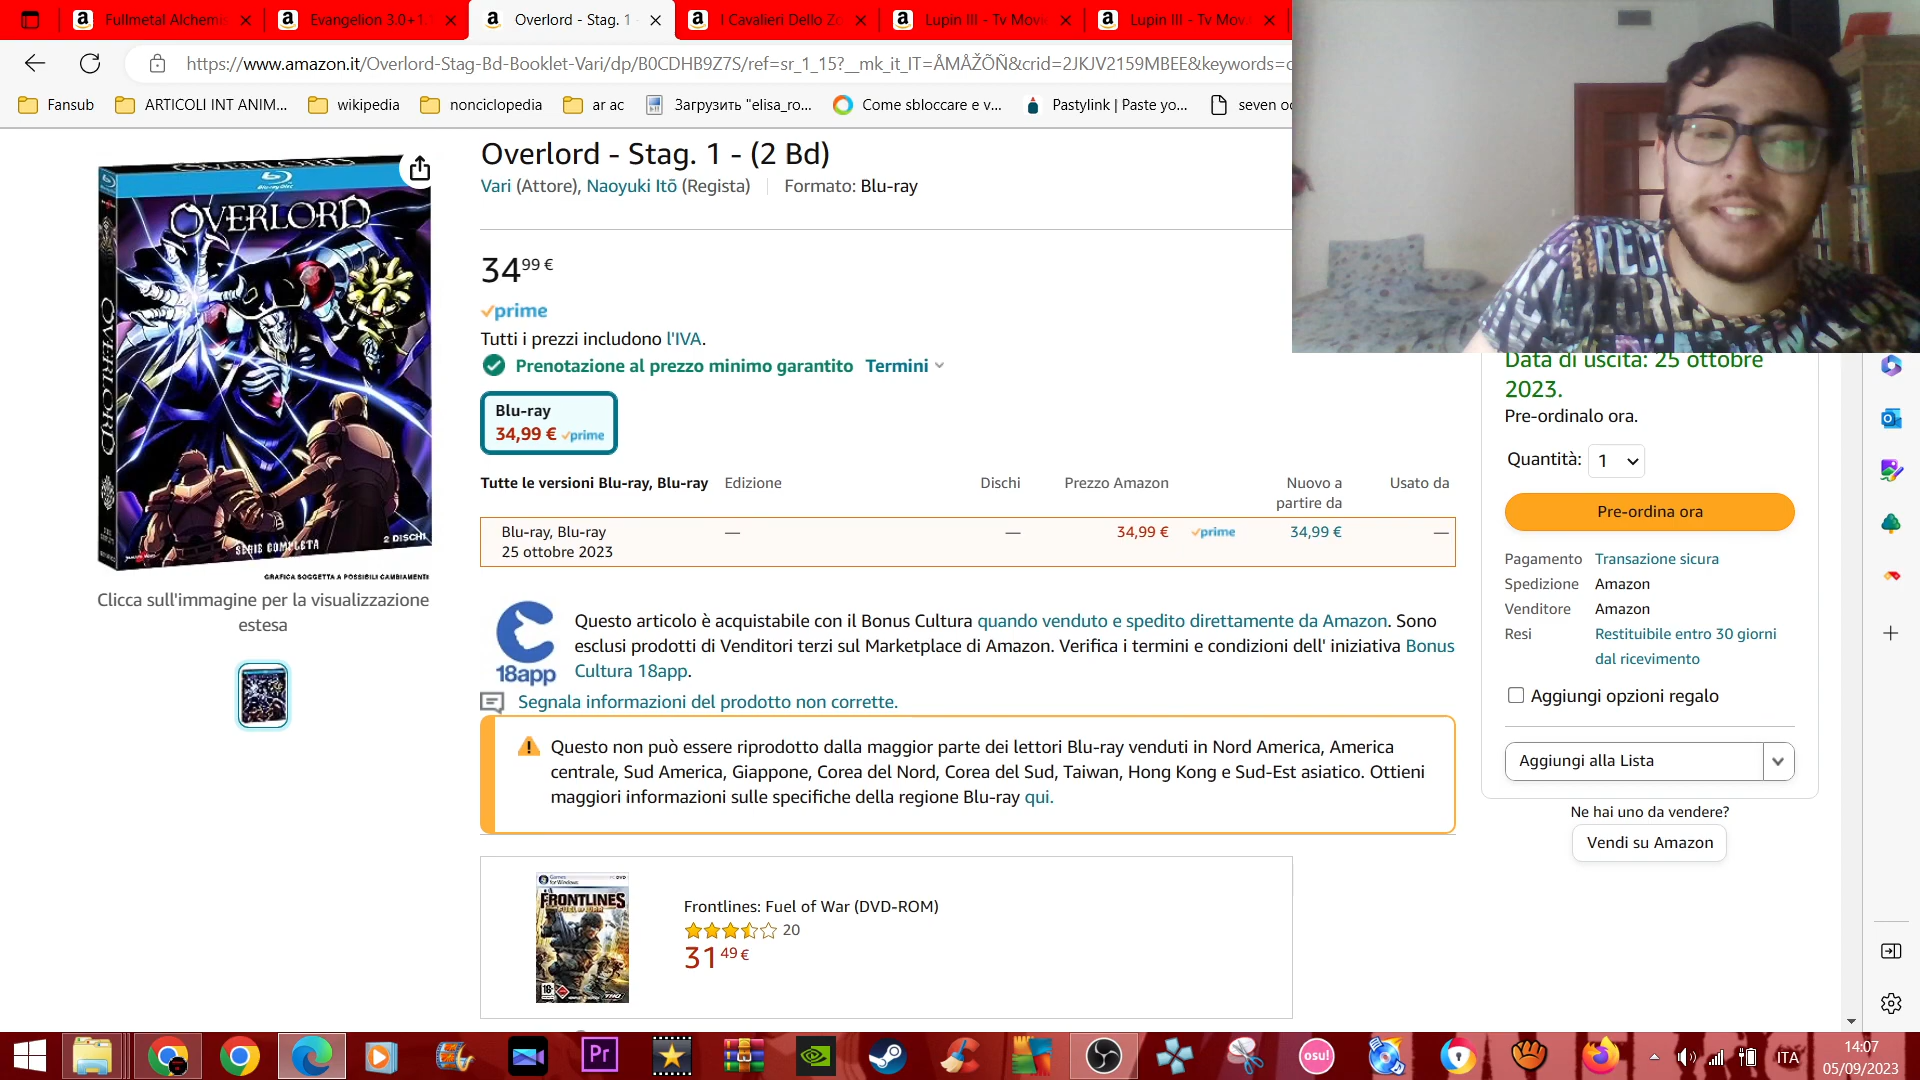 Fullmetal Alchemis
Evangelion 3.0+1.
Overlord - Stag. 1 -
I Cavalieri Dello Zo
Lupin III - Tv Movie
Lupin III - Tv Mov
https://www.amazon.it/Overlord-Stag-Bd-Booklet-Vari/dp/B0CDHB9Z7S/ref=sr_1_15?__mk_it_IT=ÅMÅŽÕÑ&crid=2JKJV2159MBEE&keywords=c
Fansub
ARTICOLI INT ANIM...
wikipedia
nonciclopedia
ar ac
Загрузить "elisa_ro...
Come sbloccare e v...
Pastylink | Paste yo...
seven
Overlord - Stag. 1 - (2 Bd)
Vari (Attore), Naoyuki Itō (Regista)
Formato: Blu-ray
Blu-ray Disc
OVERLORD
OVERLORD
SERIE COMPLETA
2 DISCHI
GRAFICA SOGGETTA A POSSIBILI CAMBIAMENTI
Clicca sull'immagine per la visualizzazione
estesa
34 99 €
prime
Tutti i prezzi includono l'IVA.
Prenotazione al prezzo minimo garantito Termini
Blu-ray
34,99 € prime
Tutte le versioni Blu-ray, Blu-ray
Edizione
Dischi
Prezzo Amazon
Nuovo a
partire da
Usato da
Blu-ray, Blu-ray
25 ottobre 2023
—
—
34,99 €
prime
34,99 €
—
18app
Questo articolo è acquistabile con il Bonus Cultura quando venduto e spedito direttamente da Amazon. Sono
esclusi prodotti di Venditori terzi sul Marketplace di Amazon. Verifica i termini e condizioni dell' iniziativa Bonus
Cultura 18app.
Segnala informazioni del prodotto non corrette.
Questo non può essere riprodotto dalla maggior parte dei lettori Blu-ray venduti in Nord America, America
centrale, Sud America, Giappone, Corea del Nord, Corea del Sud, Taiwan, Hong Kong e Sud-Est asiatico. Ottieni
maggiori informazioni sulle specifiche della regione Blu-ray qui.
FRONTLINES
FUEL OF WAR
Frontlines: Fuel of War (DVD-ROM)
20
31 49 €
Data di uscita: 25 ottobre
2023.
Pre-ordinalo ora.
Quantità: 1
Pre-ordina ora
Pagamento Transazione sicura
Spedizione Amazon
Venditore Amazon
Resi Restituibile entro 30 giorni
dal ricevimento
Aggiungi opzioni regalo
Aggiungi alla Lista
Ne hai uno da vendere?
Vendi su Amazon
Pr
osu!
ITA
14:07
05/09/2023